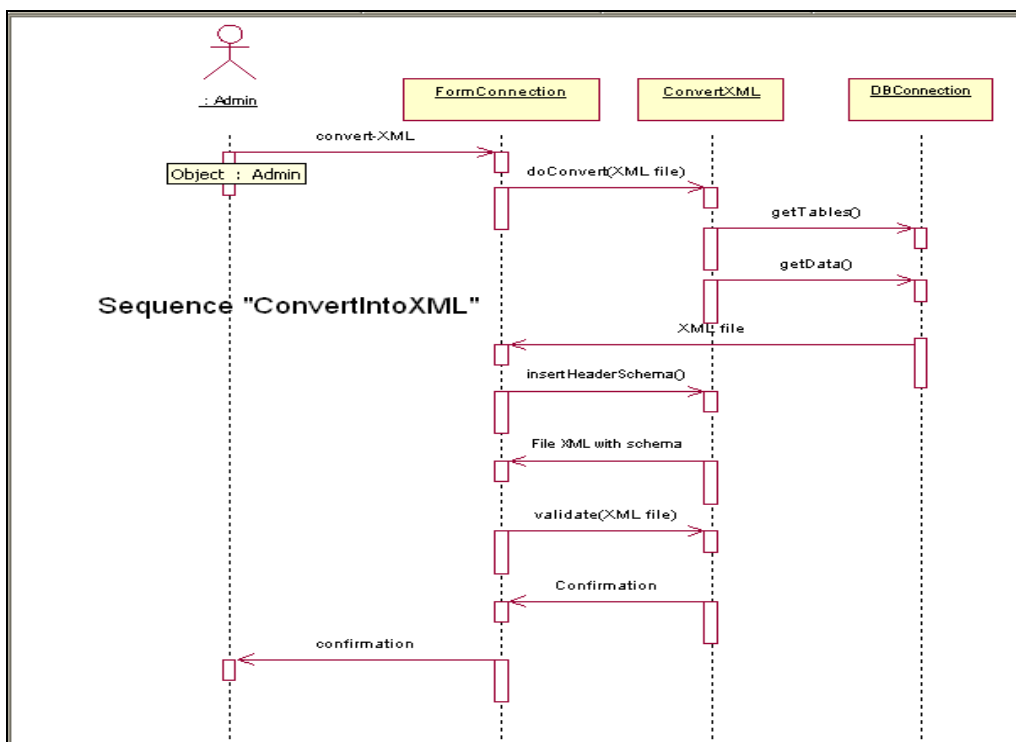 : Admin
FormConnection
ConvertXML
DBConnection
convert-XML
Object : Admin
doConvert(XML file)
getTables()
getData()
Sequence "ConvertIntoXML"
XML file
insertHeaderSchema()
File XML with schema
validate(XML file)
Confirmation
confirmation